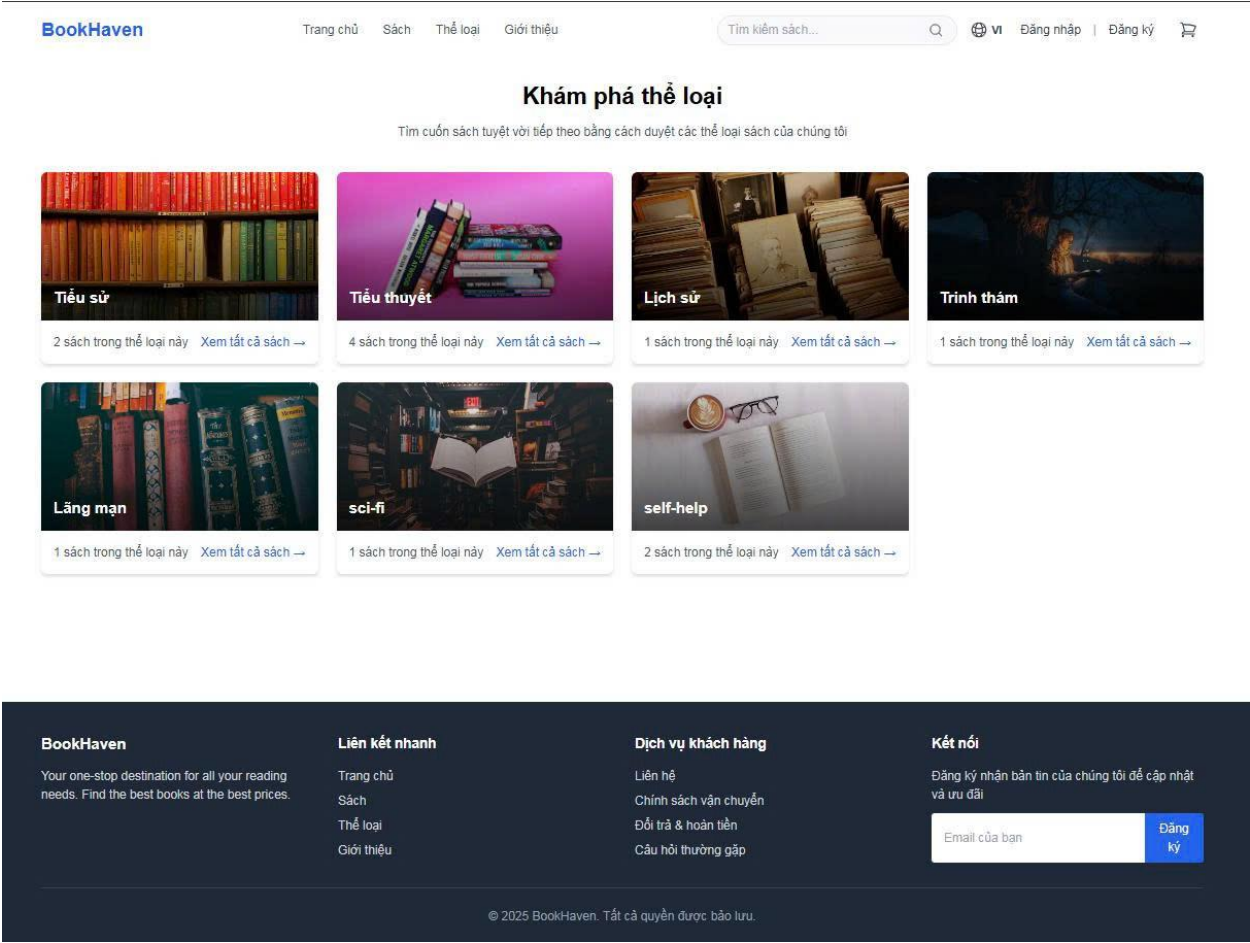 BookHaven
Trang chủ Sách Thể loại Giới thiệu
Tìm kiếm sách...
VI Đăng nhập | Đăng ký
Khám phá thể loại
Tìm cuốn sách tuyệt vời tiếp theo bằng cách duyệt các thể loại sách của chúng tôi
Tiểu sử
2 sách trong thể loại này Xem tất cả sách →
Tiểu thuyết
4 sách trong thể loại này Xem tất cả sách →
Lịch sử
1 sách trong thể loại này Xem tất cả sách →
Trinh thám
1 sách trong thể loại này Xem tất cả sách →
Lãng mạn
1 sách trong thể loại này Xem tất cả sách →
EXIT
sci-fi
1 sách trong thể loại này Xem tất cả sách →
self-help
2 sách trong thể loại này Xem tất cả sách →
BookHaven
Your one-stop destination for all your reading
needs. Find the best books at the best prices.
Liên kết nhanh
Trang chủ
Sách
Thể loại
Giới thiệu
Dịch vụ khách hàng
Liên hệ
Chính sách vận chuyển
Đổi trả & hoàn tiền
Câu hỏi thường gặp
Kết nối
Đăng ký nhận bản tin của chúng tôi để cập nhật
và ưu đãi
Email của bạn
Đăng
ký
© 2025 BookHaven. Tất cả quyền được bảo lưu.